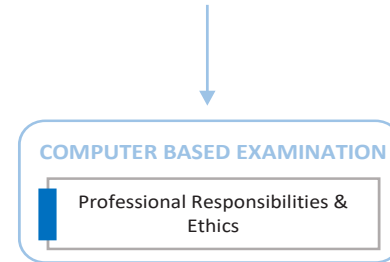 COMPUTER BASED EXAMINATION
Professional Responsibilities &
Ethics